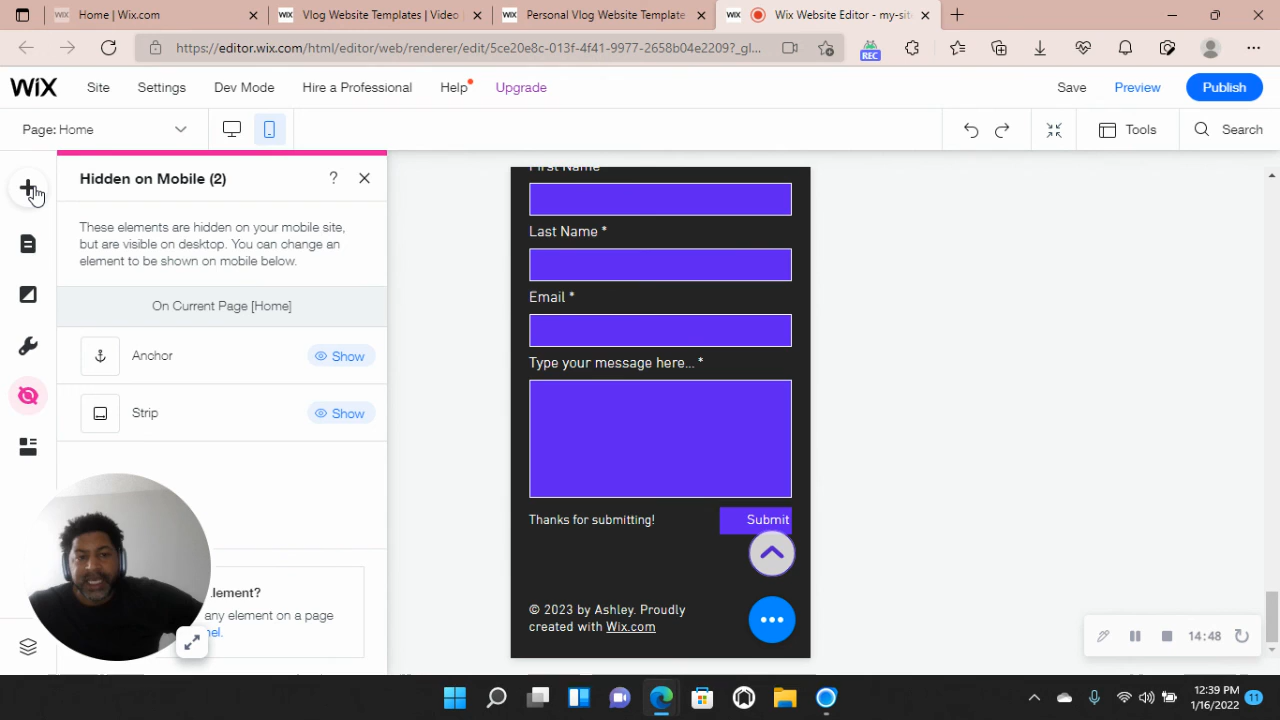 Home | Wix.com
Vlog Website Templates | Video
Personal Vlog Website Template
Wix Website Editor - my-sit
https://editor.wix.com/html/editor/web/renderer/edit/5ce20e8c-013f-4f41-9977-2658b04e2209?_gl...
REC
WiX
Site
Settings
Dev Mode
Hire a Professional
Help
Upgrade
Save
Preview
Publish
Page: Home
Tools
Search
Hidden on Mobile (2)
?
These elements are hidden on your mobile site,
but are visible on desktop. You can change an
element to be shown on mobile below.
On Current Page [Home]
Anchor
Show
Strip
Show
lement?
any element on a page
nel.
First Name
Last Name *
Email *
Type your message here... *
Thanks for submitting!
Submit
© 2023 by Ashley. Proudly
created with Wix.com
14:48
12:39 PM
1/16/2022
11